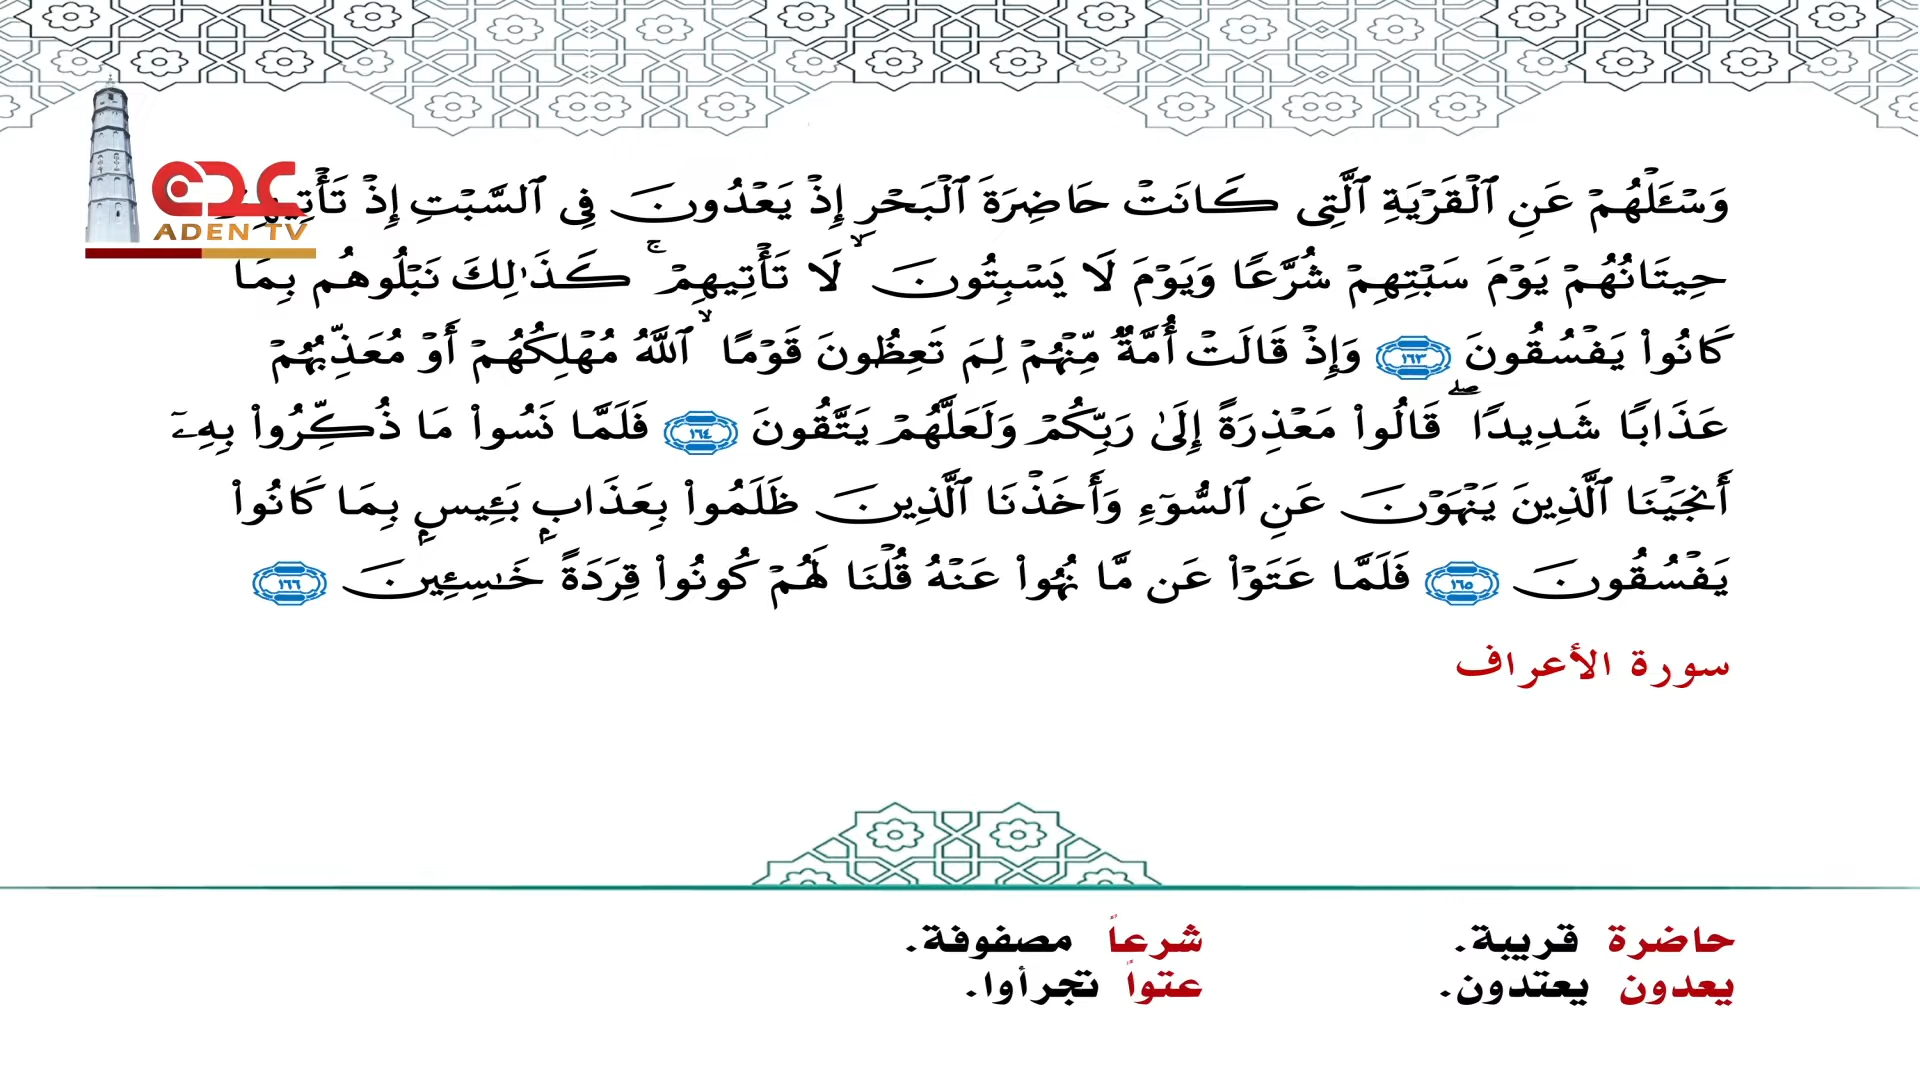 وَسْـَٔلْهُمْ عَنِ ٱلْقَرْيَةِ ٱلَّتِى كَانَتْ حَاضِرَةَ ٱلْبَحْرِ إِذْ يَعْدُونَ فِى ٱلسَّبْتِ إِذْ تَأْتِيهِمْ
عدن
ADEN TV
حِيتَانُهُمْ يَوْمَ سَبْتِهِمْ شُرَّعًا وَيَوْمَ لَا يَسْبِتُونَ ۙ لَا تَأْتِيهِمْ ۚ كَذَٰلِكَ نَبْلُوهُم بِمَا
كَانُوا۟ يَفْسُقُونَ ١٦٣ وَإِذْ قَالَتْ أُمَّةٌ مِّنْهُمْ لِمَ تَعِظُونَ قَوْمًا ۙ ٱللَّهُ مُهْلِكُهُمْ أَوْ مُعَذِّبُهُمْ
عَذَابًا شَدِيدًا ۖ قَالُوا۟ مَعْذِرَةً إِلَىٰ رَبِّكُمْ وَلَعَلَّهُمْ يَتَّقُونَ ١٦٤ فَلَمَّا نَسُوا۟ مَا ذُكِّرُوا۟ بِهِۦٓ
أَنجَيْنَا ٱلَّذِينَ يَنْهَوْنَ عَنِ ٱلسُّوٓءِ وَأَخَذْنَا ٱلَّذِينَ ظَلَمُوا۟ بِعَذَابٍۭ بَـِٔيسٍۭ بِمَا كَانُوا۟
يَفْسُقُونَ ١٦٥ فَلَمَّا عَتَوْا۟ عَن مَّا نُهُوا۟ عَنْهُ قُلْنَا لَهُمْ كُونُوا۟ قِرَدَةً خَـٰسِـِٔينَ ١٦٦
سورة الأعراف
حاضرة قريبة. شرعاً مصفوفة.
يعدون يعتدون. عتواً تجرأوا.